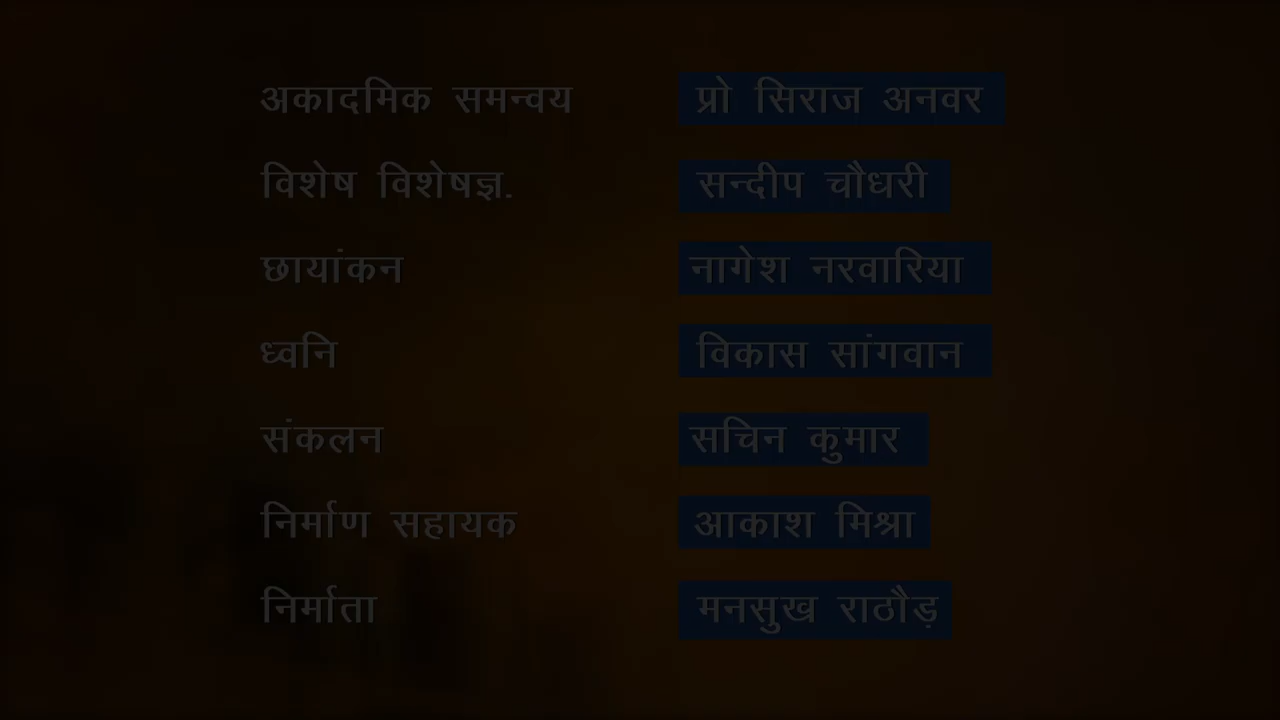 अकादमिक समन्वय प्रो सिराज अनवर
विशेष विशेषज्ञ. सन्दीप चौधरी
छायांकन नागेश नरवारिया
ध्वनि विकास सांगवान
संकलन सचिन कुमार
निर्माण सहायक आकाश मिश्रा
निर्माता मनसुख राठौड़